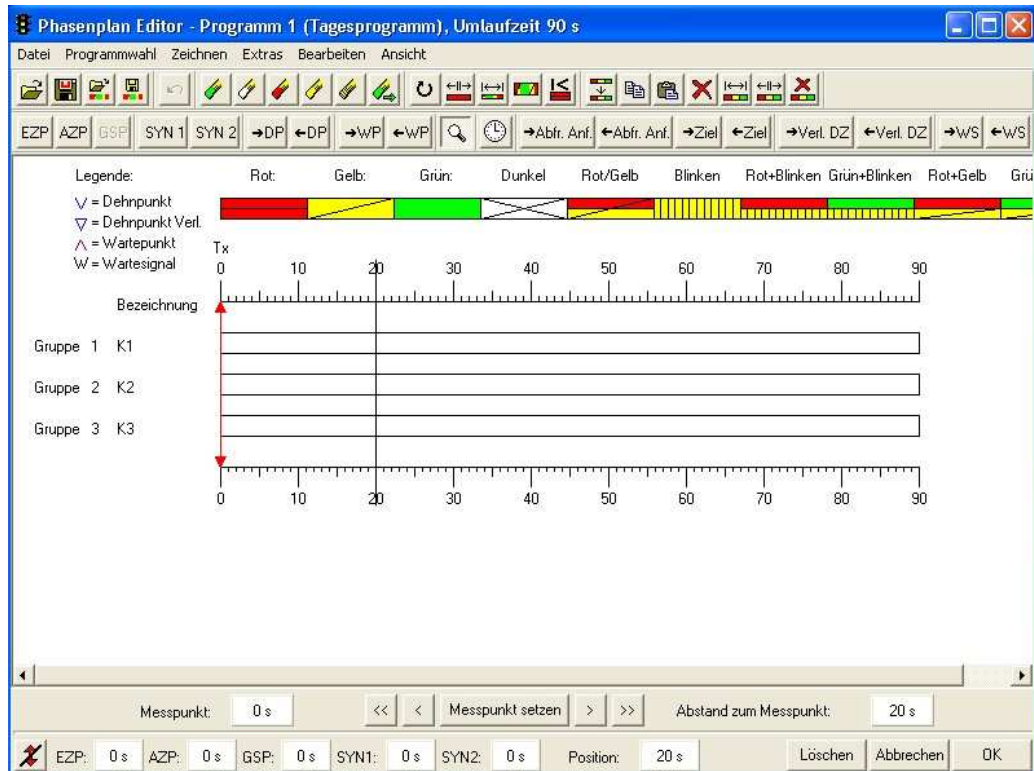 Phasenplan Editor - Programm 1 (Tagesprogramm), Umlaufzeit 90 s
Datei Programmwahl Zeichnen Extras Bearbeiten Ansicht
EZP AZP GSP SYN 1 SYN 2 →DP ←DP →WP ←WP →Abfr. Anf. ←Abfr. Anf. →Ziel ←Ziel →Verl. DZ ←Verl. DZ →WS ←WS
Legende: Rot: Gelb: Grün: Dunkel Rot/Gelb Blinken Rot+Blinken Grün+Blinken Rot+Gelb Grü
V = Dehnpunkt
▽ = Dehnpunkt Verl.
Λ = Wartepunkt
W = Wartesignal
Tx
0 10 20 30 40 50 60 70 80 90
Bezeichnung
Gruppe 1 K1
Gruppe 2 K2
Gruppe 3 K3
0 10 20 30 40 50 60 70 80 90
Messpunkt: 0 s << < Messpunkt setzen > >> Abstand zum Messpunkt: 20 s
EZP: 0 s AZP: 0 s GSP: 0 s SYN1: 0 s SYN2: 0 s Position: 20 s Löschen Abbrechen OK